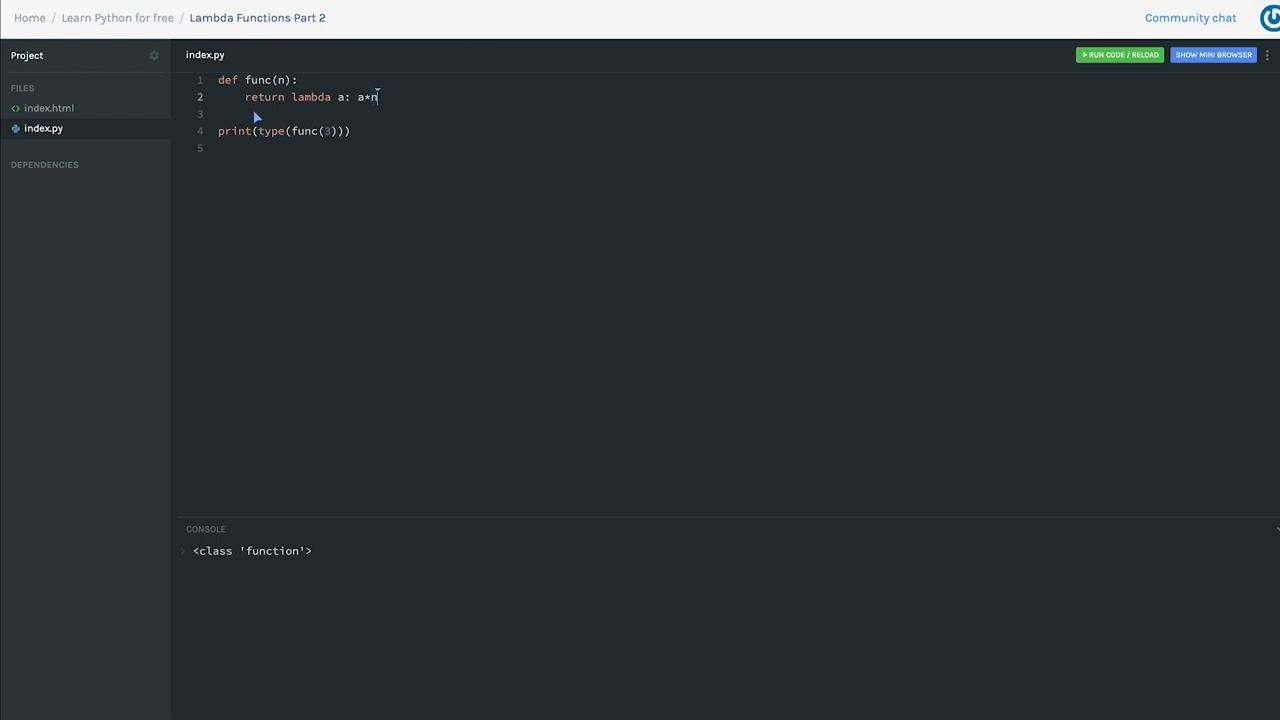 Home / Learn Python for free / Lambda Functions Part 2
Community chat
Project
index.py
RUN CODE / RELOAD
SHOW MINI BROWSER
FILES
<> index.html
index.py
DEPENDENCIES
1 def func(n):
2     return lambda a: a*n
3
4 print(type(func(3)))
5
CONSOLE
> <class 'function'>